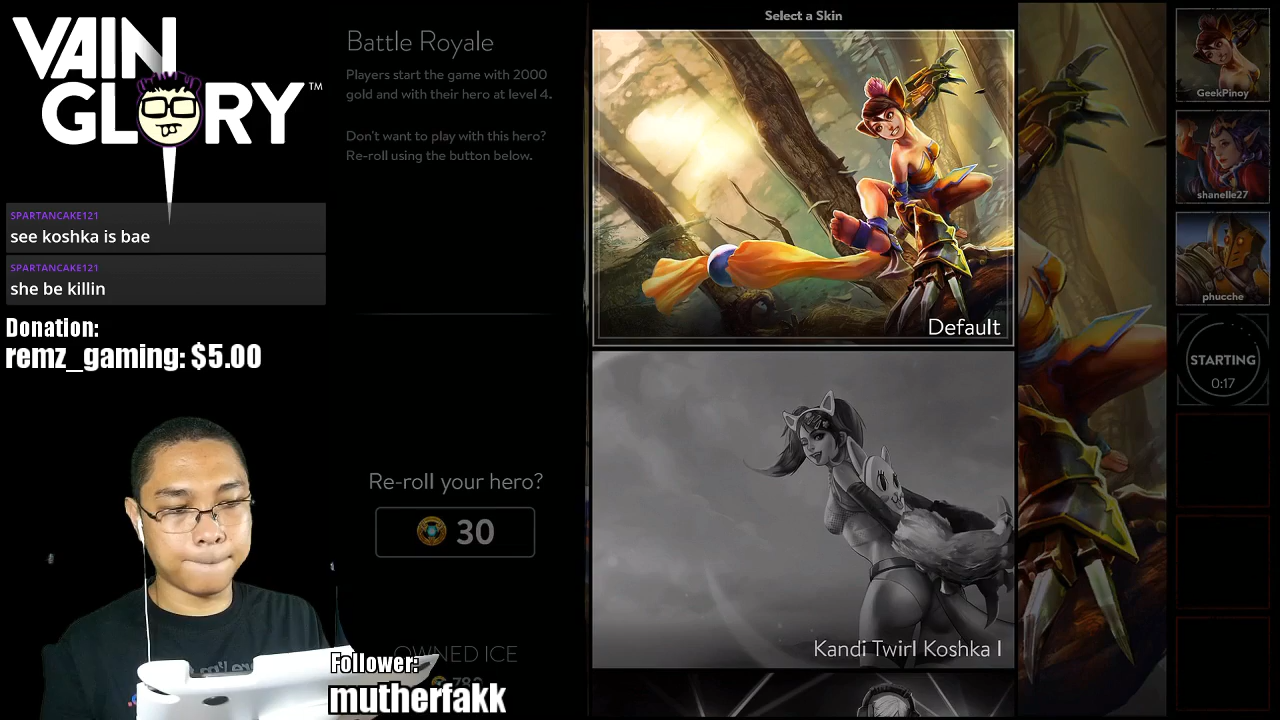 VAIN
GLORY™
SPARTANCAKE121
see koshka is bae
SPARTANCAKE121
she be killin
Donation:
remz_gaming: $5.00
Battle Royale
Players start the game with 2000
gold and with their hero at level 4.
Don't want to play with this hero?
Re-roll using the button below.
Re-roll your hero?
30
OWNED ICE
Follower:
mutherfakk
Select a Skin
Default
Kandi Twirl Koshka I
GeekPinoy
shanelle27
phucche
STARTING
0:17